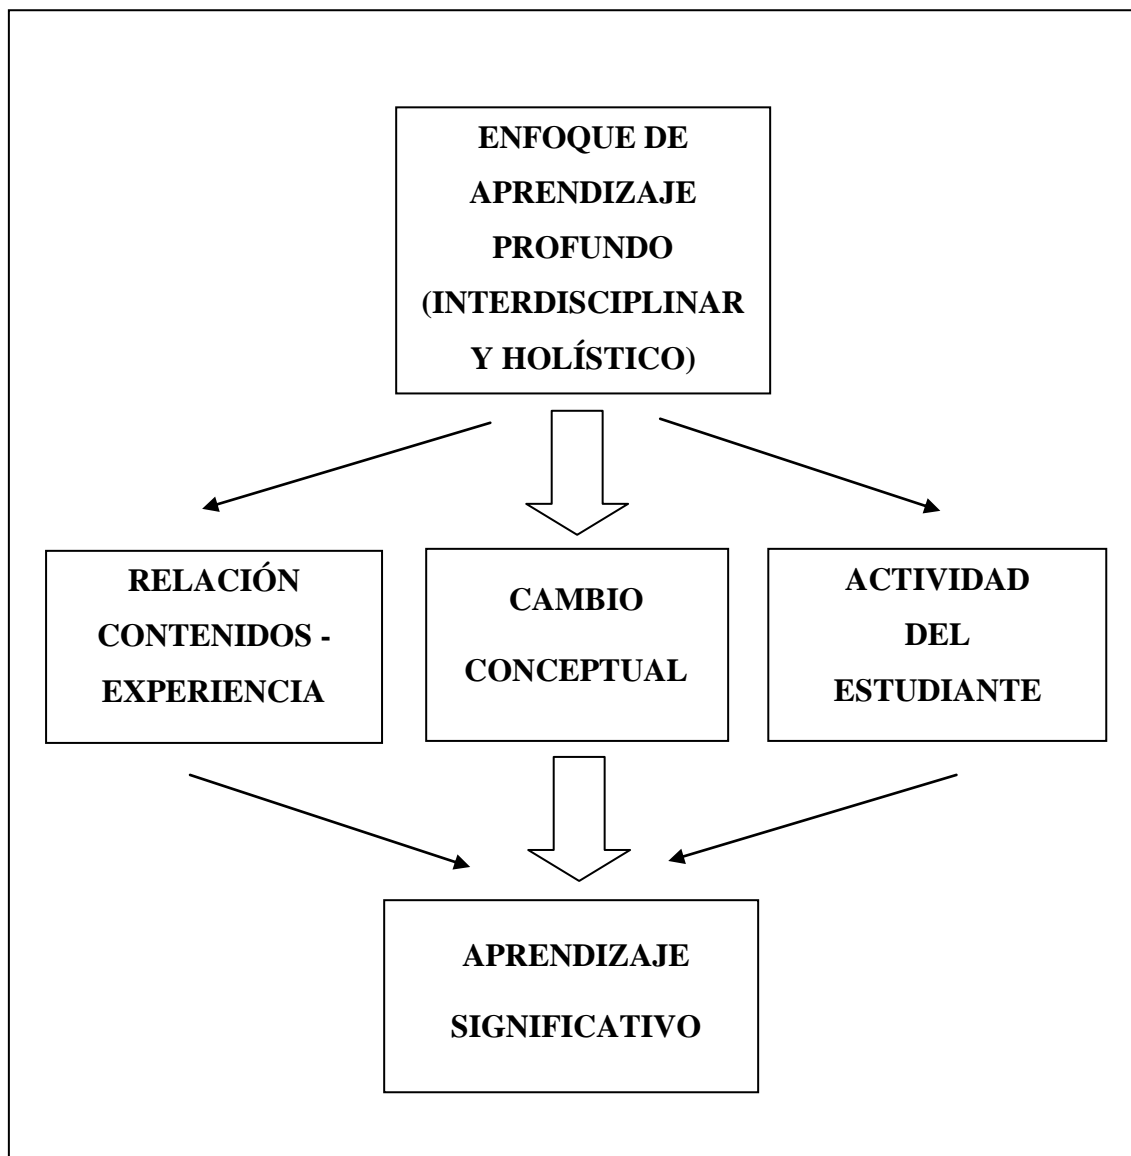 ENFOQUE DE
APRENDIZAJE
PROFUNDO
(INTERDISCIPLINAR
Y HOLÍSTICO)
RELACIÓN
CONTENIDOS -
EXPERIENCIA
CAMBIO
CONCEPTUAL
ACTIVIDAD
DEL
ESTUDIANTE
APRENDIZAJE
SIGNIFICATIVO